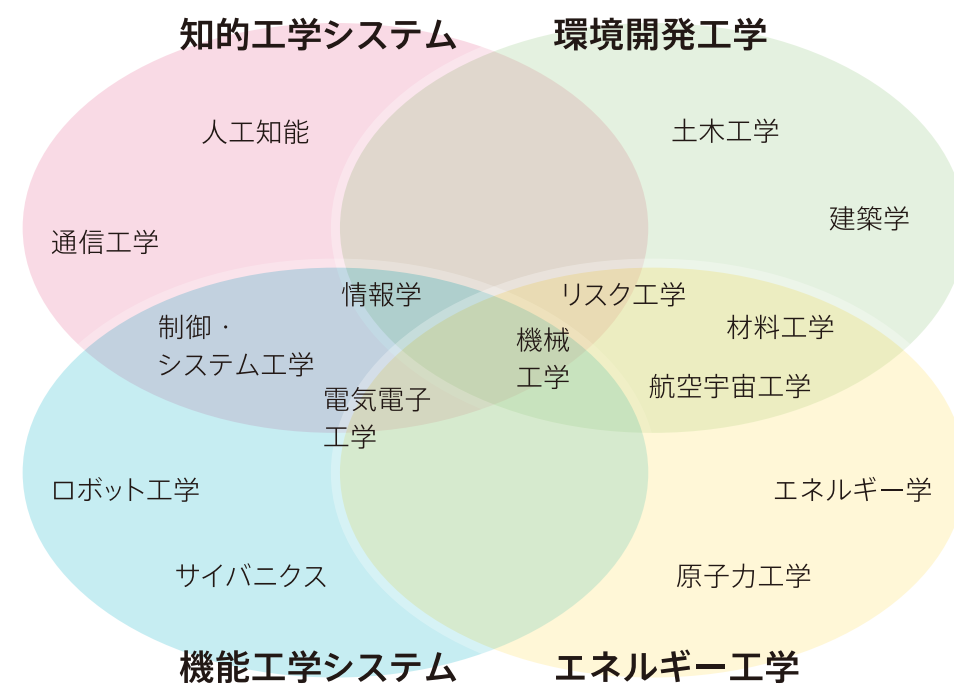 知的工学システム
環境開発工学
人工知能
土木工学
建築学
通信工学
情報学
リスク工学
制御・
システム工学
機械
工学
材料工学
電気電子
工学
航空宇宙工学
ロボット工学
エネルギー学
サイバニクス
原子力工学
機能工学システム
エネルギー工学